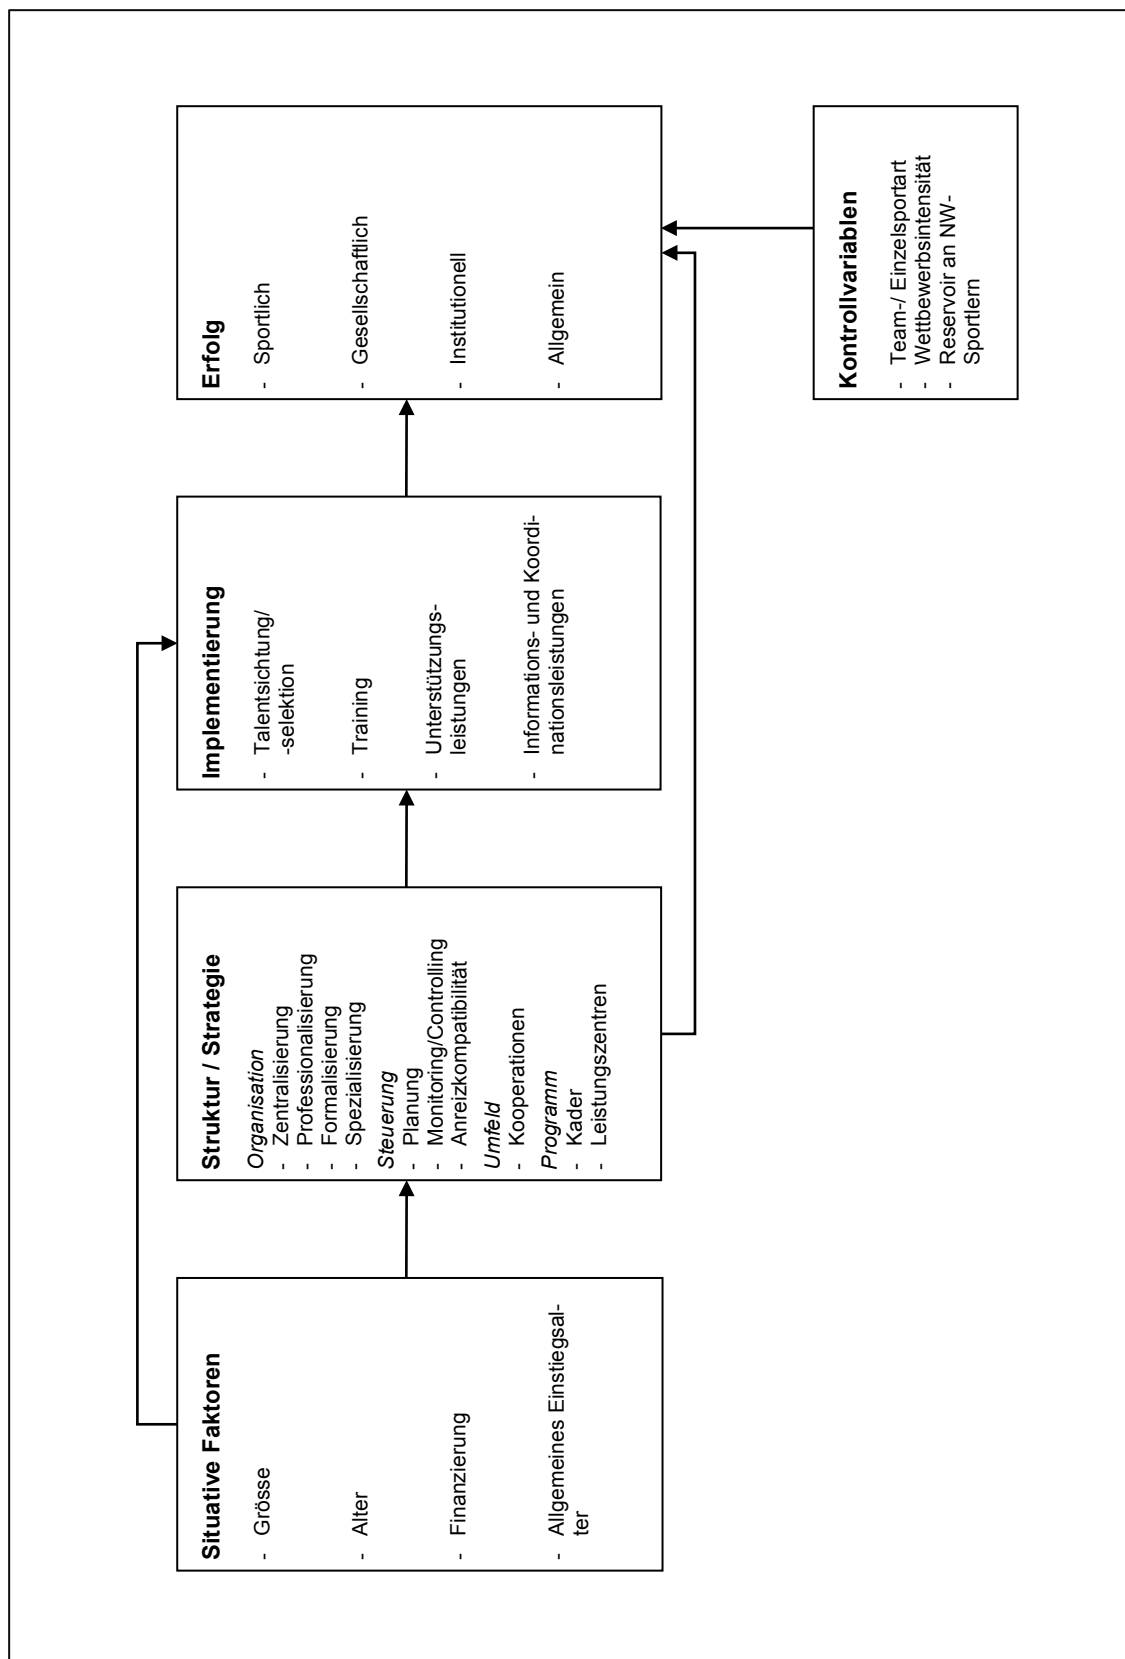 Situative Faktoren
- Grösse
- Alter
- Finanzierung
- Allgemeines Einstiegsal-
ter
Struktur / Strategie
Organisation
- Zentralisierung
- Professionalisierung
- Formalisierung
- Spezialisierung
Steuerung
- Planung
- Monitoring/Controlling
- Anreizkompatibilität
Umfeld
- Kooperationen
Programm
- Kader
- Leistungszentren
Implementierung
- Talentsichtung/
-selektion
- Training
- Unterstützungs-
leistungen
- Informations- und Koordi-
nationsleistungen
Erfolg
- Sportlich
- Gesellschaftlich
- Institutionell
- Allgemein
Kontrollvariablen
- Team-/ Einzelsportart
- Wettbewerbsintensität
- Reservoir an NW-
Sportlern